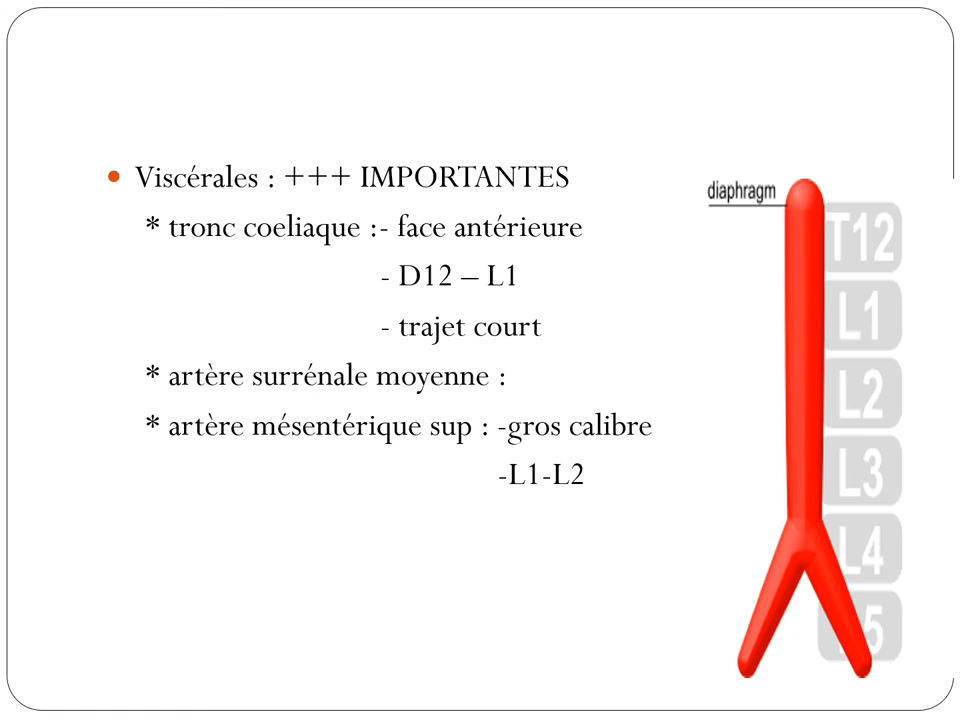 Viscérales : +++ IMPORTANTES
* tronc coeliaque :- face antérieure
- D12 – L1
- trajet court
* artère surrénale moyenne :
* artère mésentérique sup : -gros calibre
-L1-L2
diaphragm
T12
L1
L2
L3
L4
5